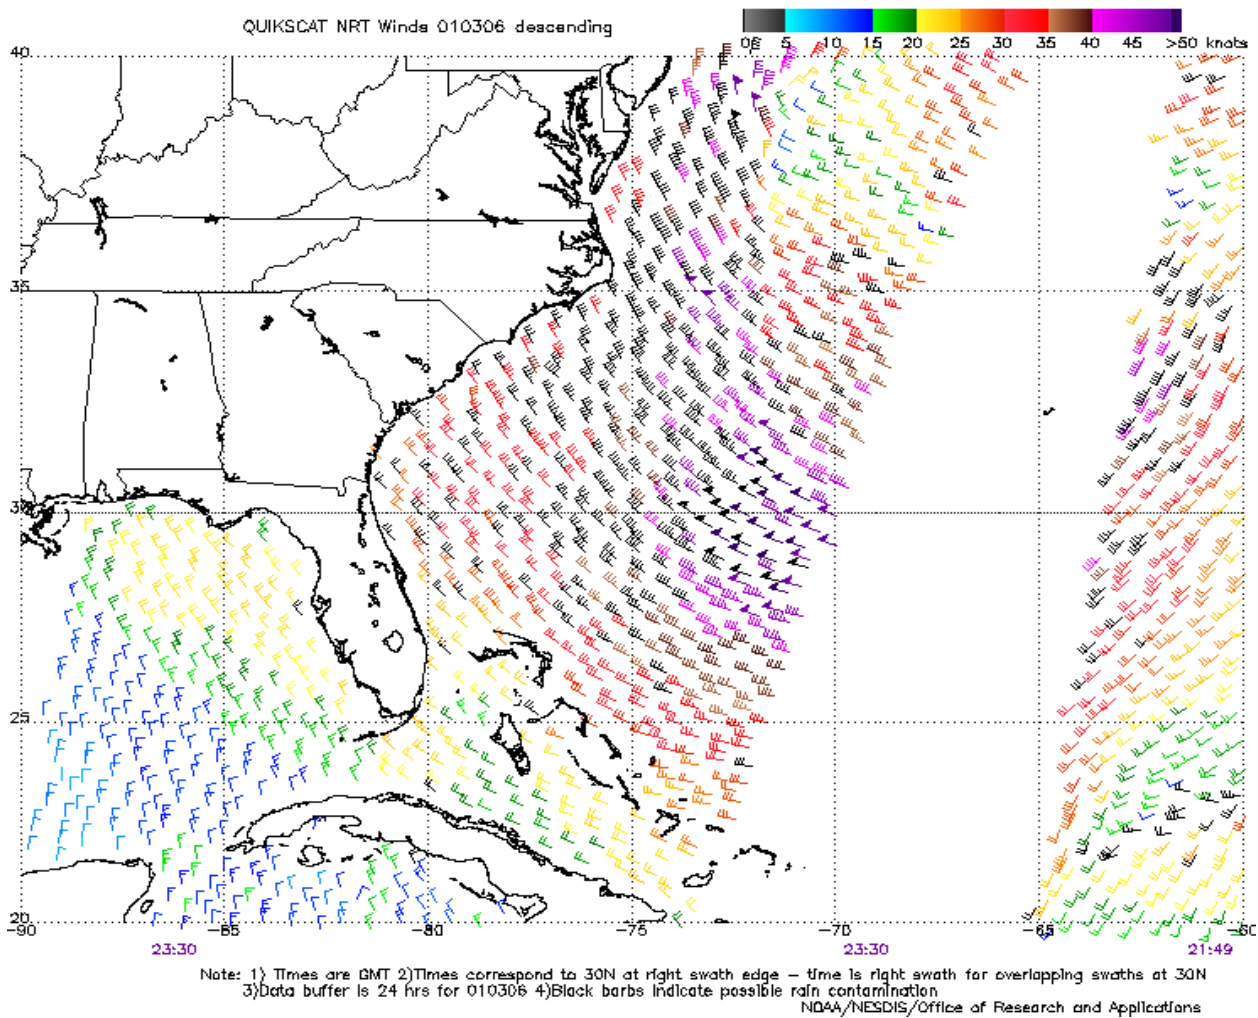 QUIKSCAT NRT Winds 010306 descending
05 5 10 15 20 25 30 35 40 45 >50 knots
40
35
30
25
20
-90 -85 -80 -75 -70 -65 -60
23:30 23:30 21:49
Note: 1) Times are GMT 2)Times correspond to 30N at right swath edge - time is right swath for overlapping swaths at 30N
3)Data buffer is 24 hrs for 010306 4)Black barbs indicate possible rain contamination
NOAA/NESDIS/Office of Research and Applications